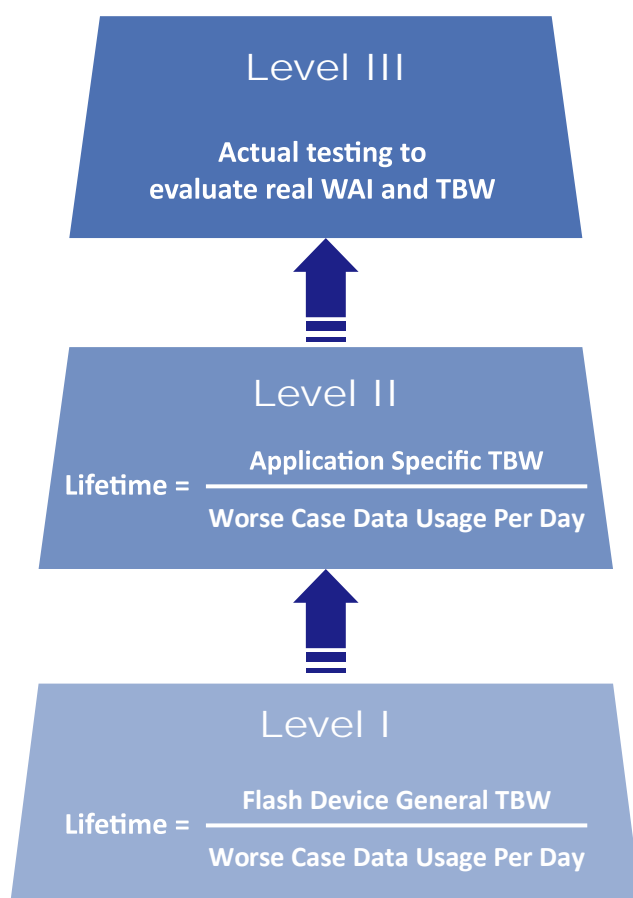 Level III
Actual testing to
evaluate real WAI and TBW
Level II
Application Specific TBW
Lifetime =
Worse Case Data Usage Per Day
Level I
Flash Device General TBW
Lifetime =
Worse Case Data Usage Per Day